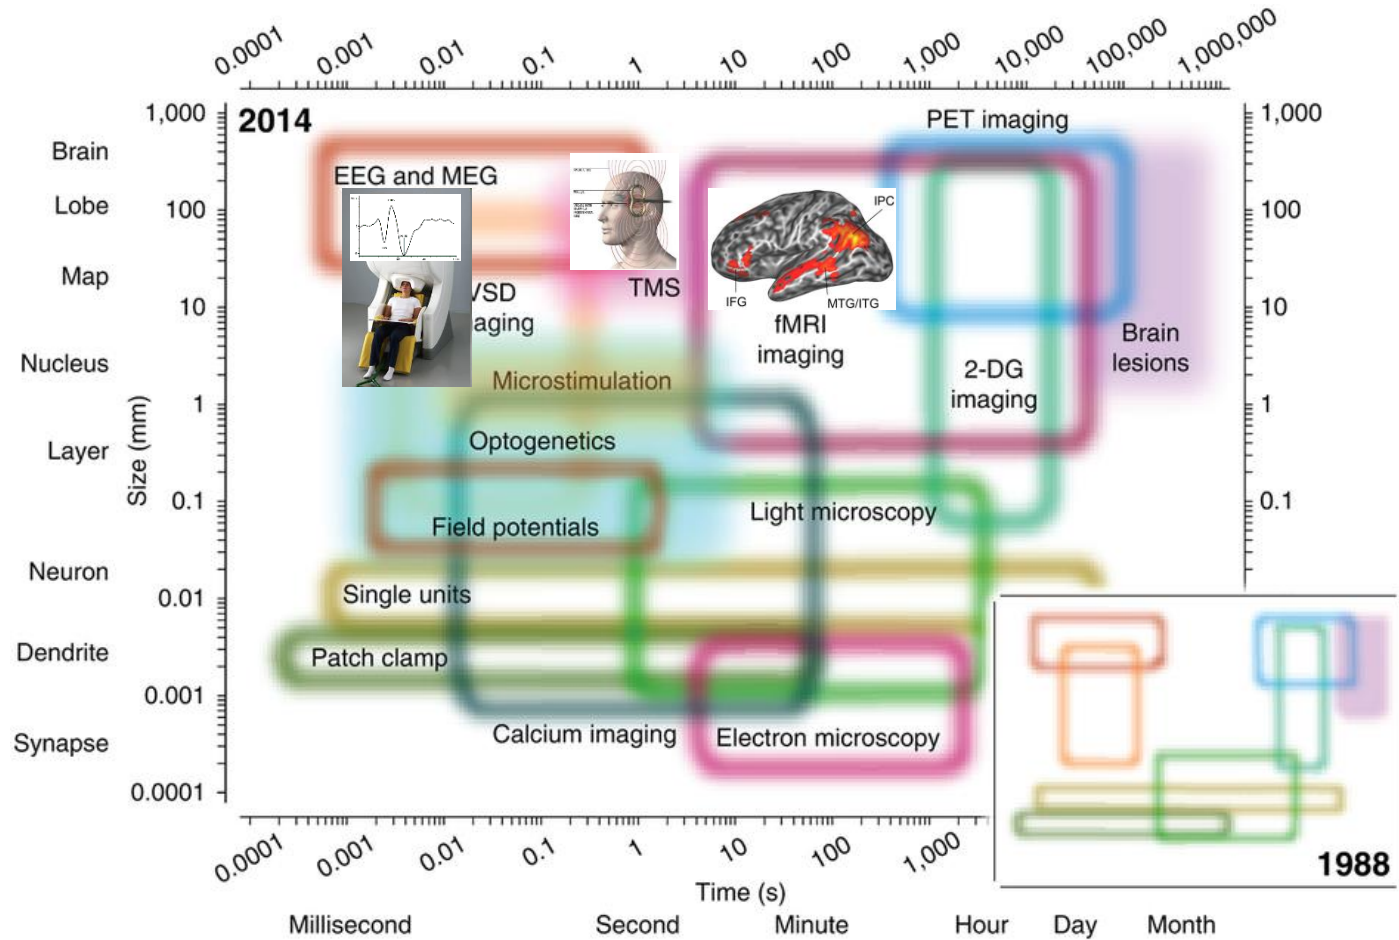 0.0001 0.001 0.01 0.1 1 10 100 1,000 10,000 100,000 1,000,000
2014
1,000
Brain
Lobe
100
Map
10
Nucleus
1
Layer
0.1
Neuron
0.01
Dendrite
0.001
Synapse
0.0001
Size (mm)
EEG and MEG
VSD
aging
TMS
IPC
IFG
MTG/ITG
fMRI
imaging
PET imaging
2-DG
imaging
Brain
lesions
1,000
100
10
1
0.1
Microstimulation
Optogenetics
Field potentials
Light microscopy
Single units
Patch clamp
Calcium imaging
Electron microscopy
1988
0.0001 0.001 0.01 0.1 1 10 100 1,000
Time (s)
Millisecond Second Minute Hour Day Month